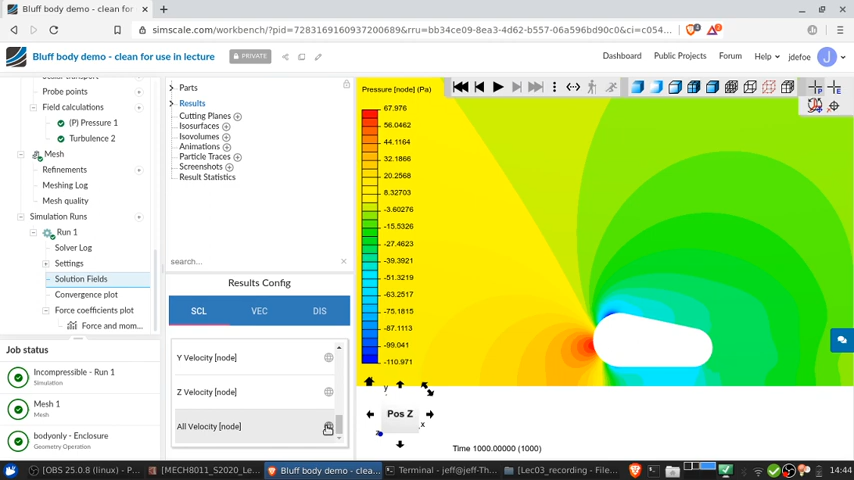 Bluff body demo - clean for us
simscale.com/workbench/?pid=7283169160937200689&rru=bb34ce09-8ea3-4d62-b557-06a596bd90c0&ci=c054...
Bluff body demo - clean for use in lecture
PRIVATE
Dashboard
Public Projects
Forum
Help
jdefoe
J
Probe points
Field calculations
(P) Pressure 1
Turbulence 2
Mesh
Refinements
Meshing Log
Mesh quality
Simulation Runs
Run 1
Solver Log
Settings
Solution Fields
Convergence plot
Force coefficients plot
Force and mom...
Job status
Incompressible - Run 1
Simulation
Mesh 1
Mesh
bodyonly - Enclosure
Geometry Operation
Parts
Results
Cutting Planes
Isosurfaces
Isovolumes
Animations
Particle Traces
Screenshots
Result Statistics
search...
Results Config
SCL VEC DIS
Y Velocity [node]
Z Velocity [node]
All Velocity [node]
Pressure [node] (Pa)
67.976
56.0462
44.1164
32.1866
20.2568
8.32703
-3.60276
-15.5326
-27.4623
-39.3921
-51.3219
-63.2517
-75.1815
-87.1113
-99.041
-110.971
y
Pos Z
x
z
Time 1000.00000 (1000)
[OBS 25.0.8 (linux) - P...
[MECH8011_S2020_Le...
Bluff body demo - clea...
Terminal - jeff@jeff-Th...
[Lec03_recording - File...
14:44